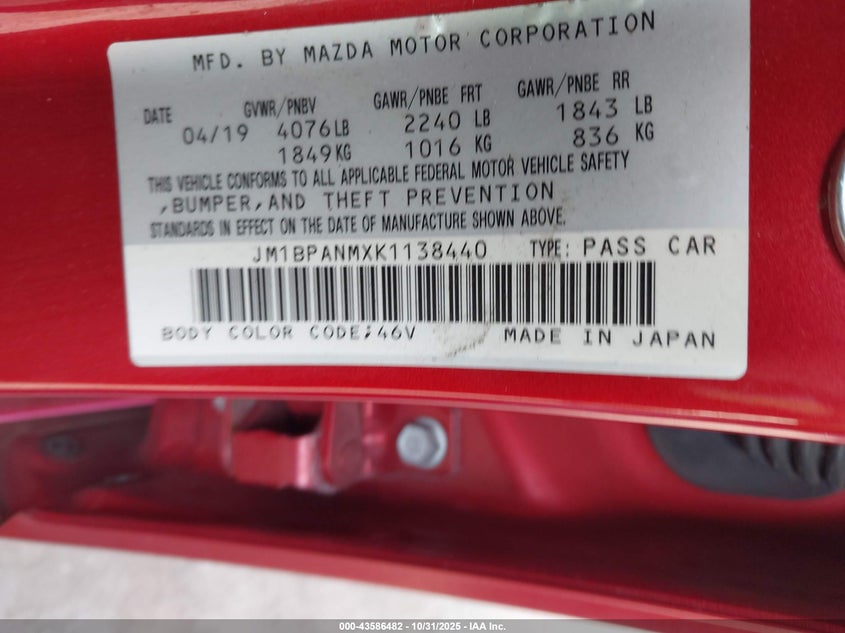 MFD. BY MAZDA MOTOR CORPORATION
DATE GVWR/PNBV GAWR/PNBE FRT GAWR/PNBE RR
04/19 4076LB 2240 LB 1843 LB
1849KG 1016 KG 836 KG
THIS VEHICLE CONFORMS TO ALL APPLICABLE FEDERAL MOTOR VEHICLE SAFETY
,BUMPER,AND THEFT PREVENTION
STANDARDS IN EFFECT ON THE DATE OF MANUFACTURE SHOWN ABOVE.
JM1BPANMXK1138440 TYPE: PASS CAR
BODY COLOR CODE:46V MADE IN JAPAN
000-43586482 - 10/31/2025 - IAA Inc.